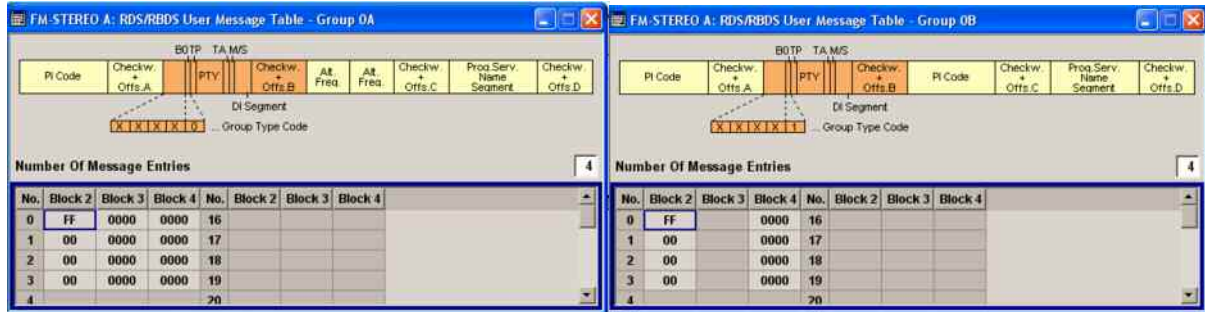 FM-STEREO A: RDS/RBDS User Message Table - Group 0A
B0 TP TA M/S
PI Code Checkw. + Offs.A PTY Checkw. + Offs.B Alt. Freq. Alt. Freq. Checkw. + Offs.C Prog.Serv. Name Segment Checkw. + Offs.D
DI Segment
X X X X 0 ... Group Type Code
Number Of Message Entries 4
No. Block 2 Block 3 Block 4 No. Block 2 Block 3 Block 4
0 FF 0000 0000 16
1 00 0000 0000 17
2 00 0000 0000 18
3 00 0000 0000 19
4 20
FM-STEREO A: RDS/RBDS User Message Table - Group 0B
B0 TP TA M/S
PI Code Checkw. + Offs.A PTY Checkw. + Offs.B PI Code Checkw. + Offs.C Prog.Serv. Name Segment Checkw. + Offs.D
DI Segment
X X X X 1 ... Group Type Code
Number Of Message Entries 4
No. Block 2 Block 3 Block 4 No. Block 2 Block 3 Block 4
0 FF 0000 16
1 00 0000 17
2 00 0000 18
3 00 0000 19
4 20